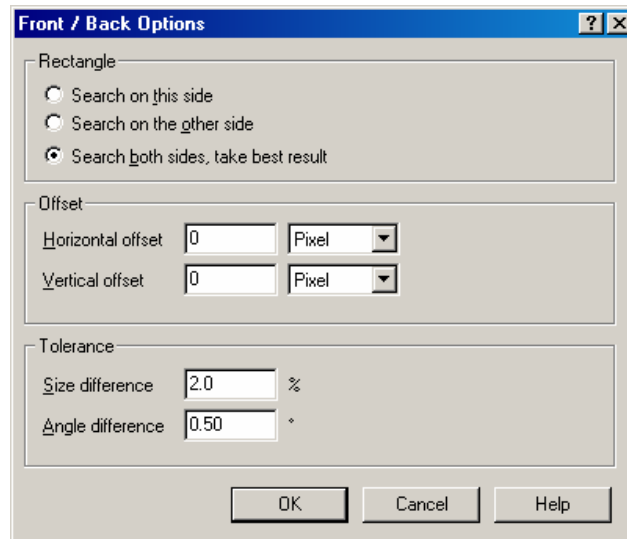 Front / Back Options
Rectangle
Search on this side
Search on the other side
Search both sides, take best result
Offset
Horizontal offset 0 Pixel
Vertical offset 0 Pixel
Tolerance
Size difference 2.0 %
Angle difference 0.50 °
OK Cancel Help